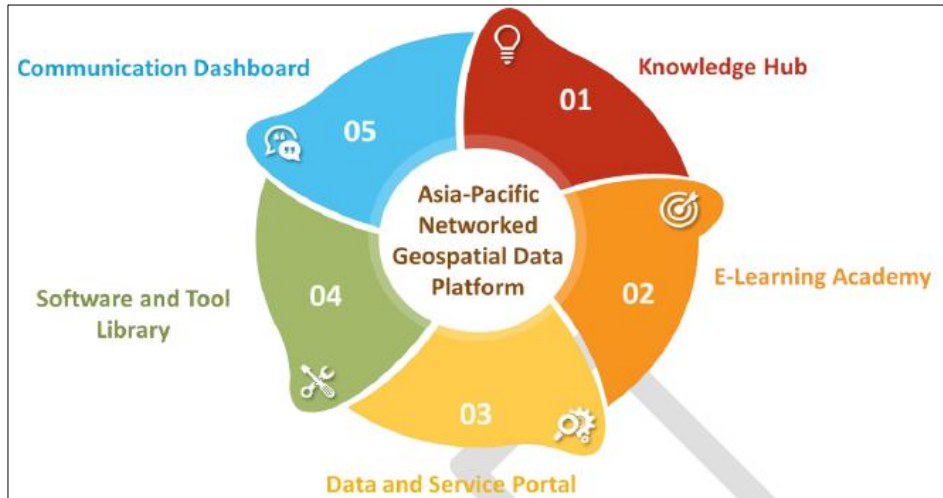 Communication Dashboard
Knowledge Hub
01
05
Asia-Pacific
Networked
Geospatial Data
Platform
E-Learning Academy
02
04
Software and Tool
Library
03
Data and Service Portal